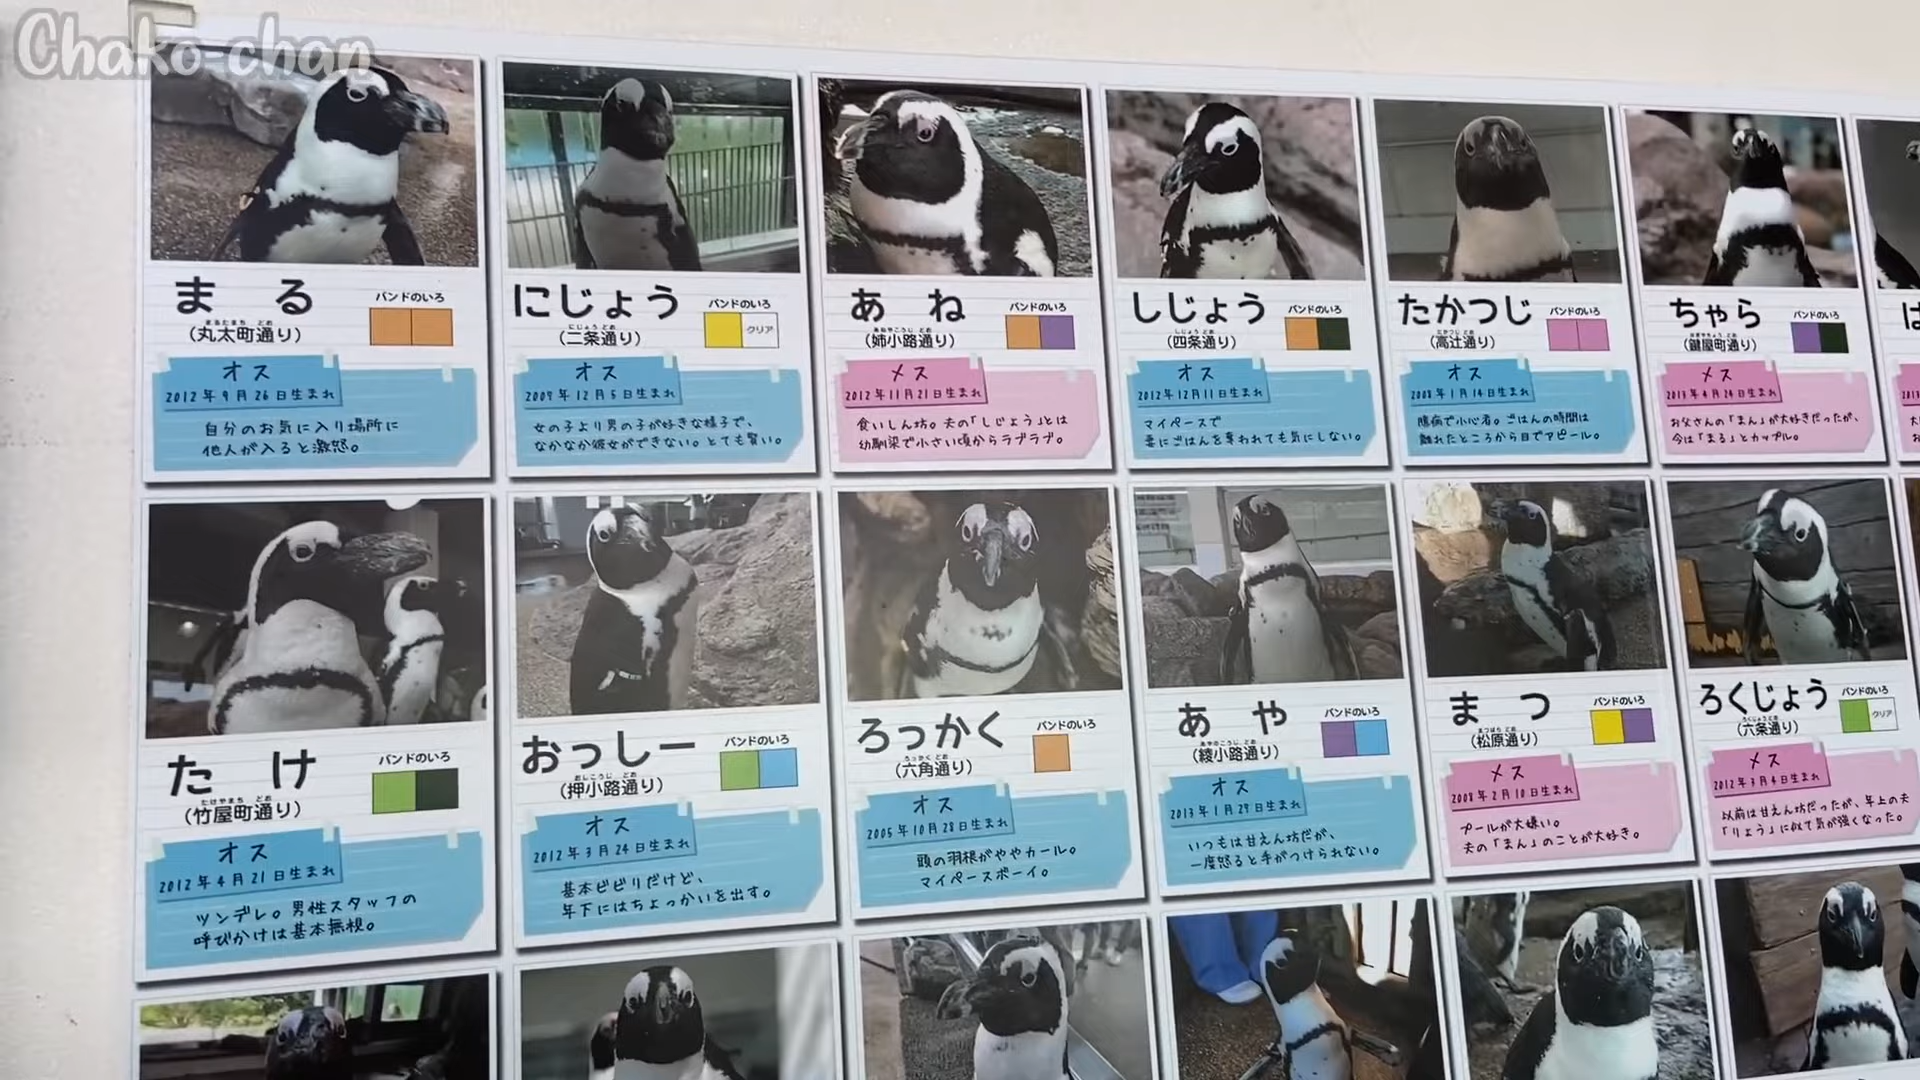 Chako-chan
まる
バンドのいろ
(丸太町通り)
オス
2012年9月26日生まれ
自分のお気に入り場所に
他人が入ると激怒。
にじょう
バンドのいろ
クリア
(二条通り)
オス
女の子より男の子が好きな様子で、
なかなか彼女ができない。とても賢い。
あね
バンドのいろ
(姉小路通り)
メス
2012年11月21日生まれ
食いしん坊。夫の「しじょう」とは
幼馴染で小さい頃からラブラブ。
しじょう
バンドのいろ
(四条通り)
オス
2012年12月11日生まれ
マイペースで
妻にごはんを奪われても気にしない。
たかつじ
バンドのいろ
(高辻通り)
オス
2008年1月14日生まれ
臆病で小心者。ごはんの時間は
離れたところから目でアピール。
ちゃら
バンドのいろ
(鍵屋町通り)
メス
お父さんの「まん」が大好きだったが、
今は「まる」とカップル。
たけ
バンドのいろ
(竹屋町通り)
オス
2012年4月21日生まれ
ツンデレ。男性スタッフの
呼びかけは基本無視。
おっしー
バンドのいろ
(押小路通り)
オス
2012年3月24日生まれ
基本ビビリだけど、
年下にはちょっかいを出す。
ろっかく
バンドのいろ
(六角通り)
オス
2005年10月28日生まれ
頭の羽根がややカール。
マイペースボーイ。
あや
バンドのいろ
(綾小路通り)
オス
2013年1月29日生まれ
いつもは甘えん坊だが、
一度怒ると手がつけられない。
まつ
バンドのいろ
(松原通り)
メス
2008年2月10日生まれ
プールが大嫌い。
夫の「まん」のことが大好き。
ろくじょう
バンドのいろ
クリア
(六条通り)
メス
2012年3月4日生まれ
以前は甘えん坊だったが、年上の夫
「りょう」に似て気が強くなった。